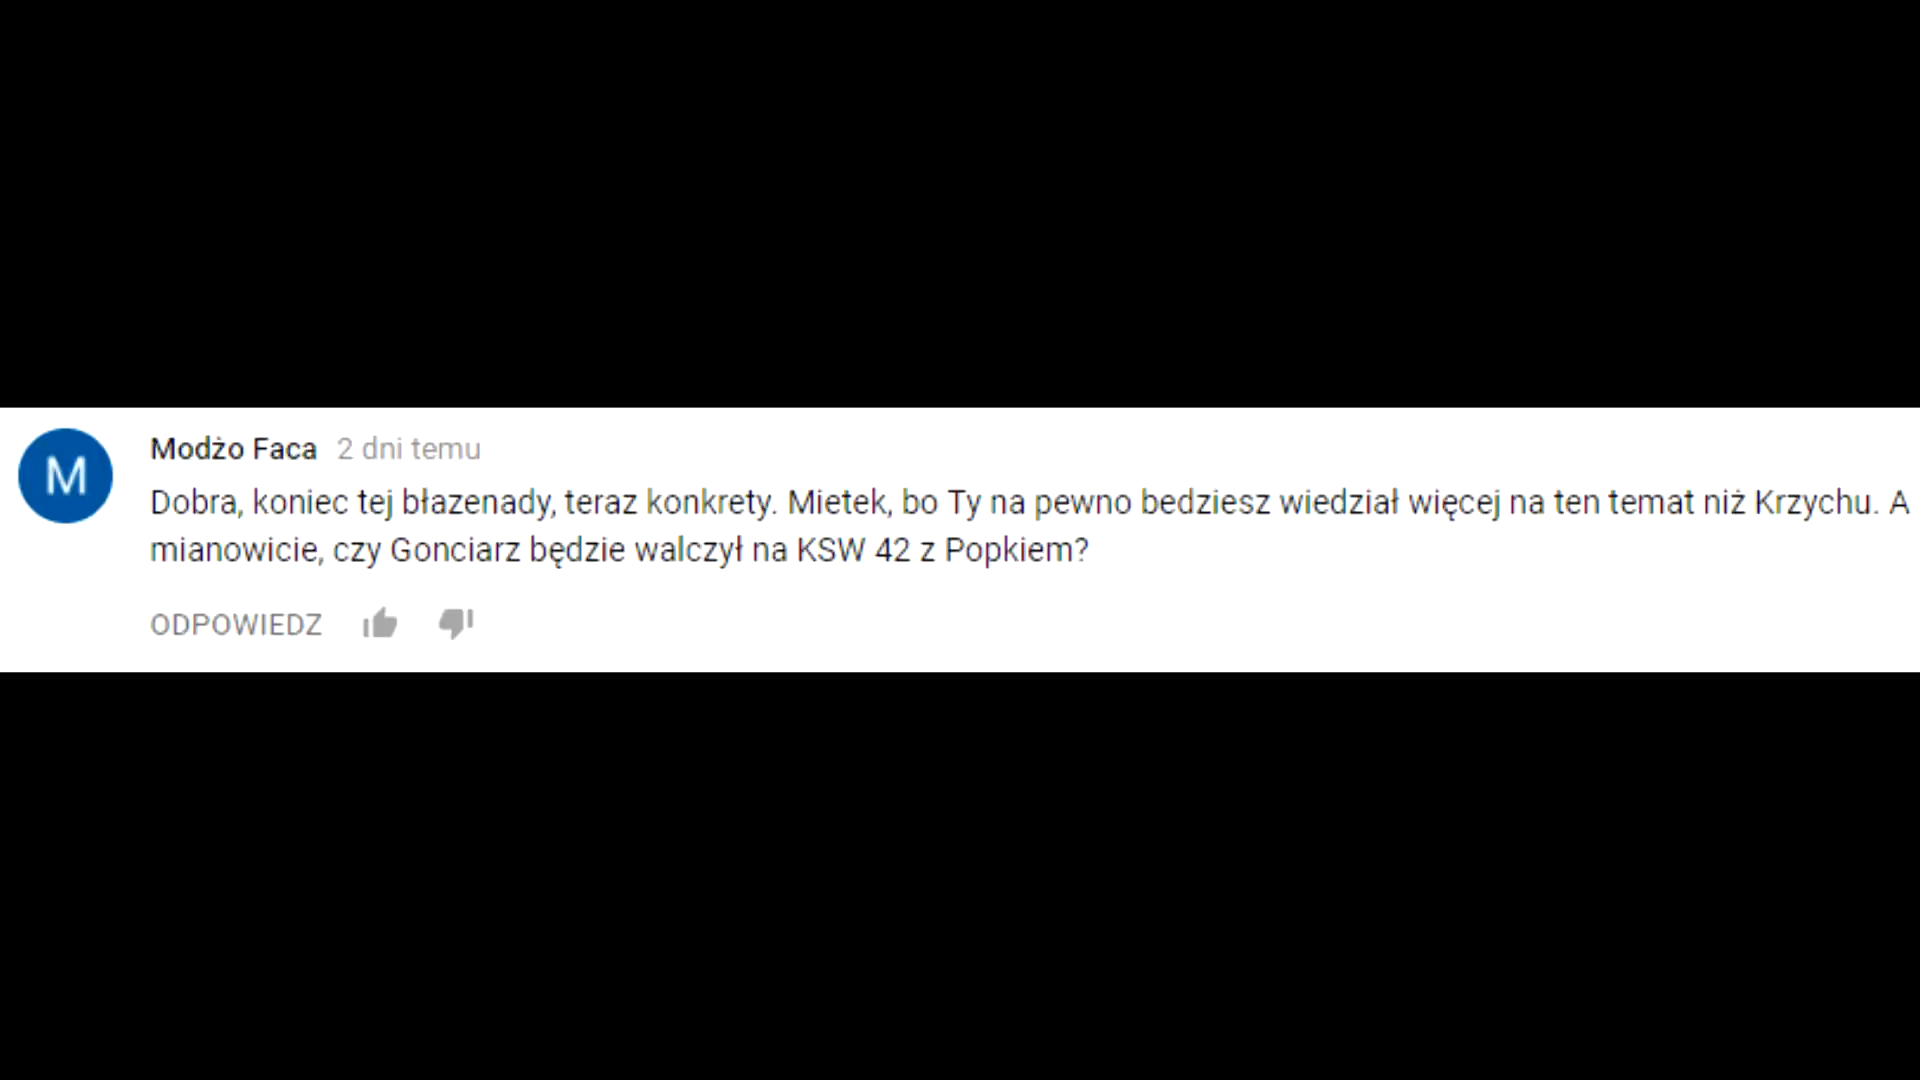 M
Modżo Faca 2 dni temu
Dobra, koniec tej błazenady, teraz konkrety. Mietek, bo Ty na pewno bedziesz wiedział więcej na ten temat niż Krzychu. A
mianowicie, czy Gonciarz będzie walczył na KSW 42 z Popkiem?
ODPOWIEDZ